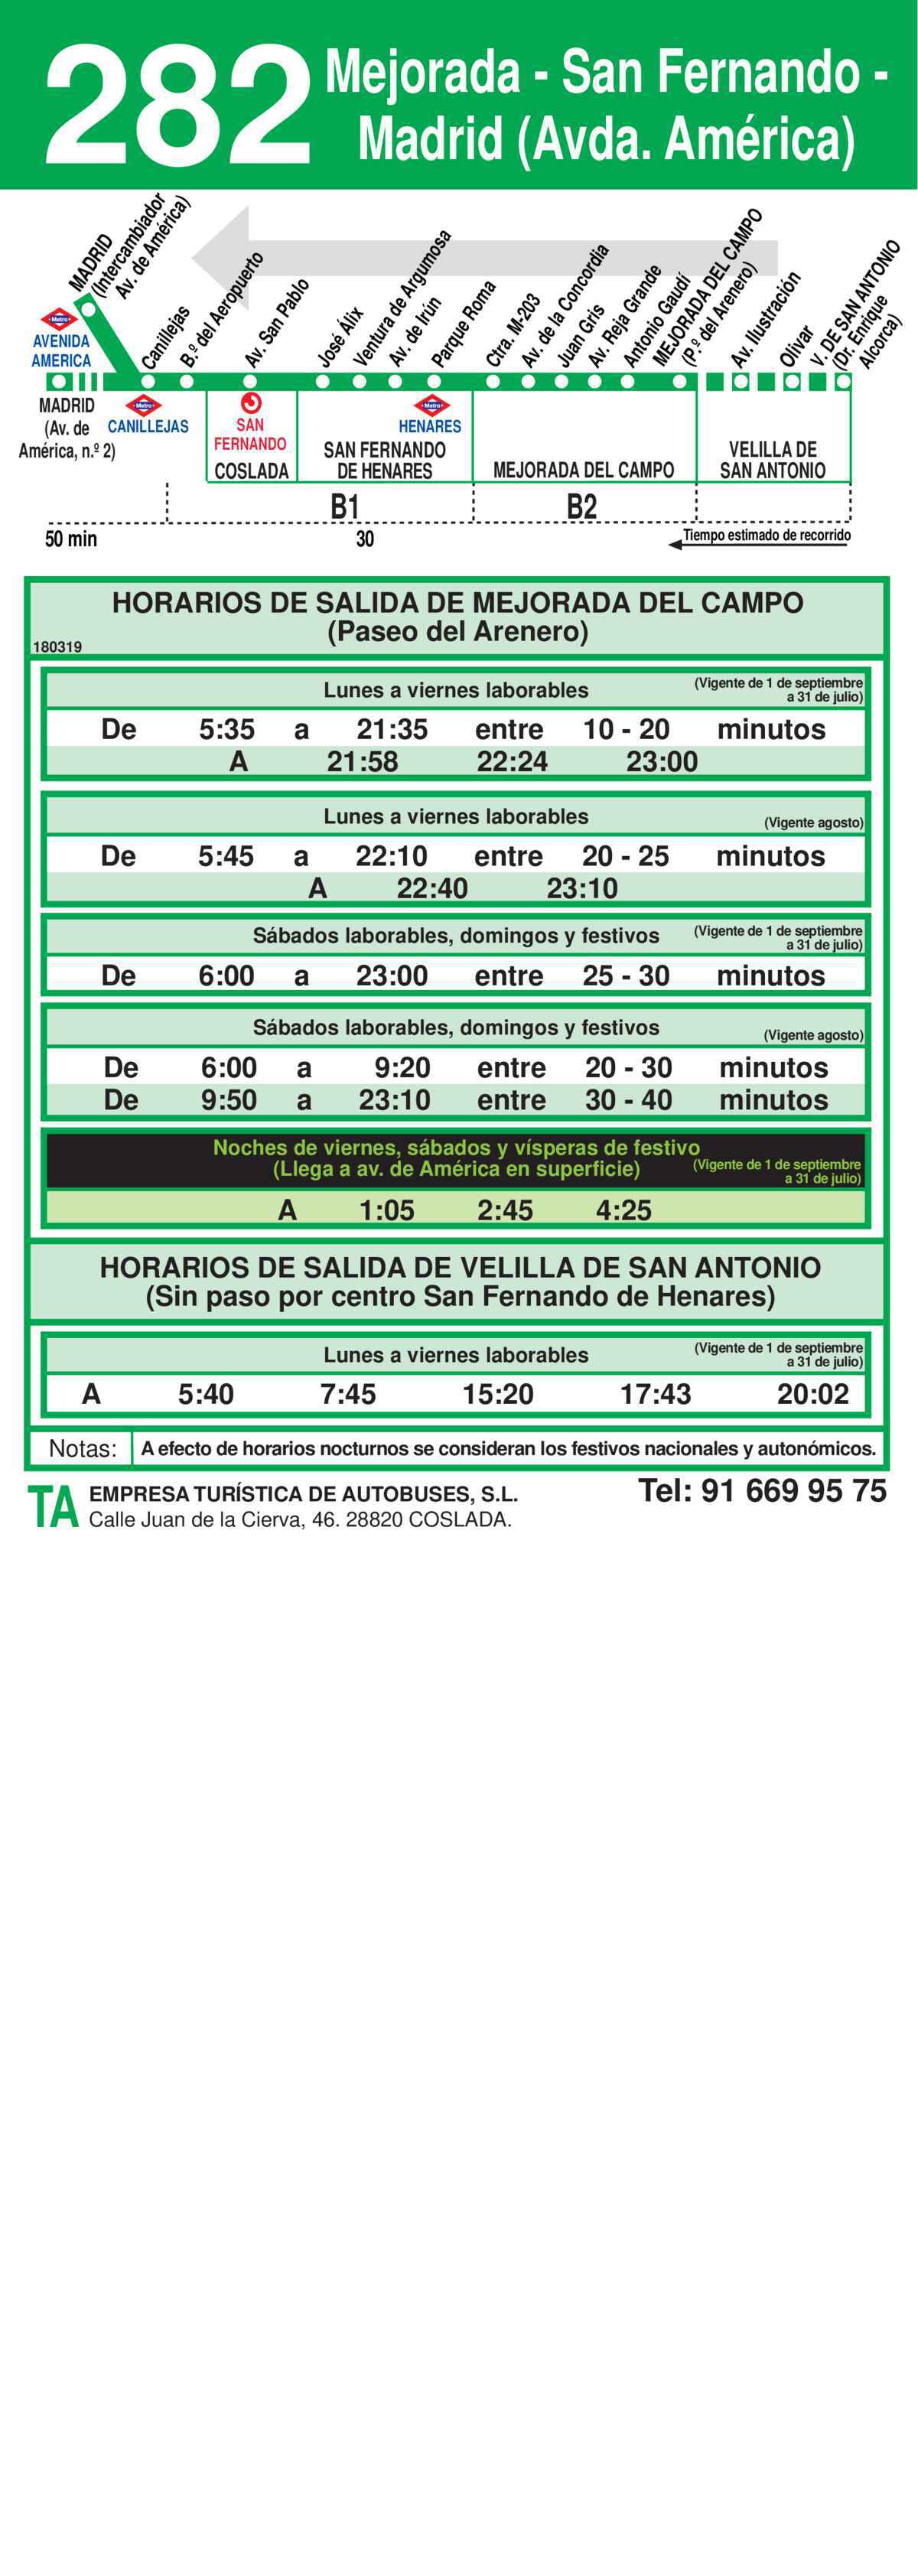 282 Mejorada - San Fernando -
Madrid (Avda. América)
MADRID
(Intercambiador
Av. de América)
Canillejas
B.º del Aeropuerto
Av. San Pablo
José Álix
Ventura de Argumosa
Av. de Irún
Parque Roma
Ctra. M-203
Av. de la Concordia
Juan Gris
Av. Reja Grande
Antonio Gaudí
MEJORADA DEL CAMPO
(P.º del Arenero)
Av. Ilustración
Olivar
V. DE SAN ANTONIO
(Dr. Enrique
Alcorca)
Metro
AVENIDA
AMERICA
MADRID
(Av. de
América, n.º 2)
Metro
CANILLEJAS
SAN
FERNANDO
COSLADA
Metro
HENARES
SAN FERNANDO
DE HENARES
MEJORADA DEL CAMPO
VELILLA DE
SAN ANTONIO
B1 B2
50 min 30 Tiempo estimado de recorrido
HORARIOS DE SALIDA DE MEJORADA DEL CAMPO
(Paseo del Arenero)
180319
Lunes a viernes laborables (Vigente de 1 de septiembre
a 31 de julio)
De 5:35 a 21:35 entre 10 - 20 minutos
A 21:58 22:24 23:00
Lunes a viernes laborables (Vigente agosto)
De 5:45 a 22:10 entre 20 - 25 minutos
A 22:40 23:10
Sábados laborables, domingos y festivos (Vigente de 1 de septiembre
a 31 de julio)
De 6:00 a 23:00 entre 25 - 30 minutos
Sábados laborables, domingos y festivos (Vigente agosto)
De 6:00 a 9:20 entre 20 - 30 minutos
De 9:50 a 23:10 entre 30 - 40 minutos
Noches de viernes, sábados y vísperas de festivo
(Llega a av. de América en superficie) (Vigente de 1 de septiembre
a 31 de julio)
A 1:05 2:45 4:25
HORARIOS DE SALIDA DE VELILLA DE SAN ANTONIO
(Sin paso por centro San Fernando de Henares)
Lunes a viernes laborables (Vigente de 1 de septiembre
a 31 de julio)
A 5:40 7:45 15:20 17:43 20:02
Notas: A efecto de horarios nocturnos se consideran los festivos nacionales y autonómicos.
TA EMPRESA TURÍSTICA DE AUTOBUSES, S.L. Tel: 91 669 95 75
Calle Juan de la Cierva, 46. 28820 COSLADA.